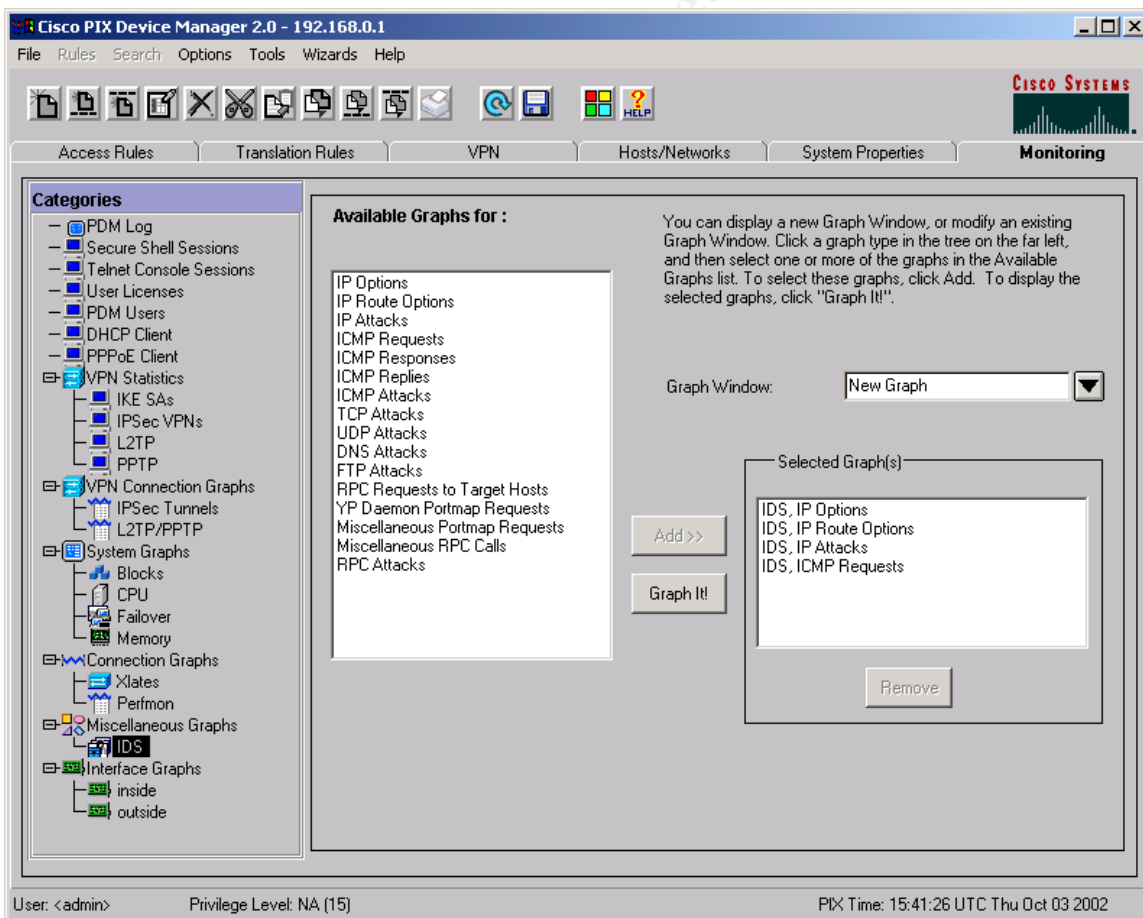 Cisco PIX Device Manager 2.0 - 192.168.0.1
File Rules Search Options Tools Wizards Help
HELP
CISCO SYSTEMS
Access Rules Translation Rules VPN Hosts/Networks System Properties Monitoring
Categories
PDM Log
Secure Shell Sessions
Telnet Console Sessions
User Licenses
PDM Users
DHCP Client
PPPoE Client
VPN Statistics
IKE SAs
IPSec VPNs
L2TP
PPTP
VPN Connection Graphs
IPSec Tunnels
L2TP/PPTP
System Graphs
Blocks
CPU
Failover
Memory
Connection Graphs
Xlates
Perfmon
Miscellaneous Graphs
IDS
Interface Graphs
inside
outside
Available Graphs for :
IP Options
IP Route Options
IP Attacks
ICMP Requests
ICMP Responses
ICMP Replies
ICMP Attacks
TCP Attacks
UDP Attacks
DNS Attacks
FTP Attacks
RPC Requests to Target Hosts
YP Daemon Portmap Requests
Miscellaneous Portmap Requests
Miscellaneous RPC Calls
RPC Attacks
You can display a new Graph Window, or modify an existing
Graph Window. Click a graph type in the tree on the far left,
and then select one or more of the graphs in the Available
Graphs list. To select these graphs, click Add. To display the
selected graphs, click "Graph It!".
Graph Window: New Graph
Add >>
Graph It!
Selected Graph(s)
IDS, IP Options
IDS, IP Route Options
IDS, IP Attacks
IDS, ICMP Requests
Remove
User: <admin> Privilege Level: NA (15) PIX Time: 15:41:26 UTC Thu Oct 03 2002